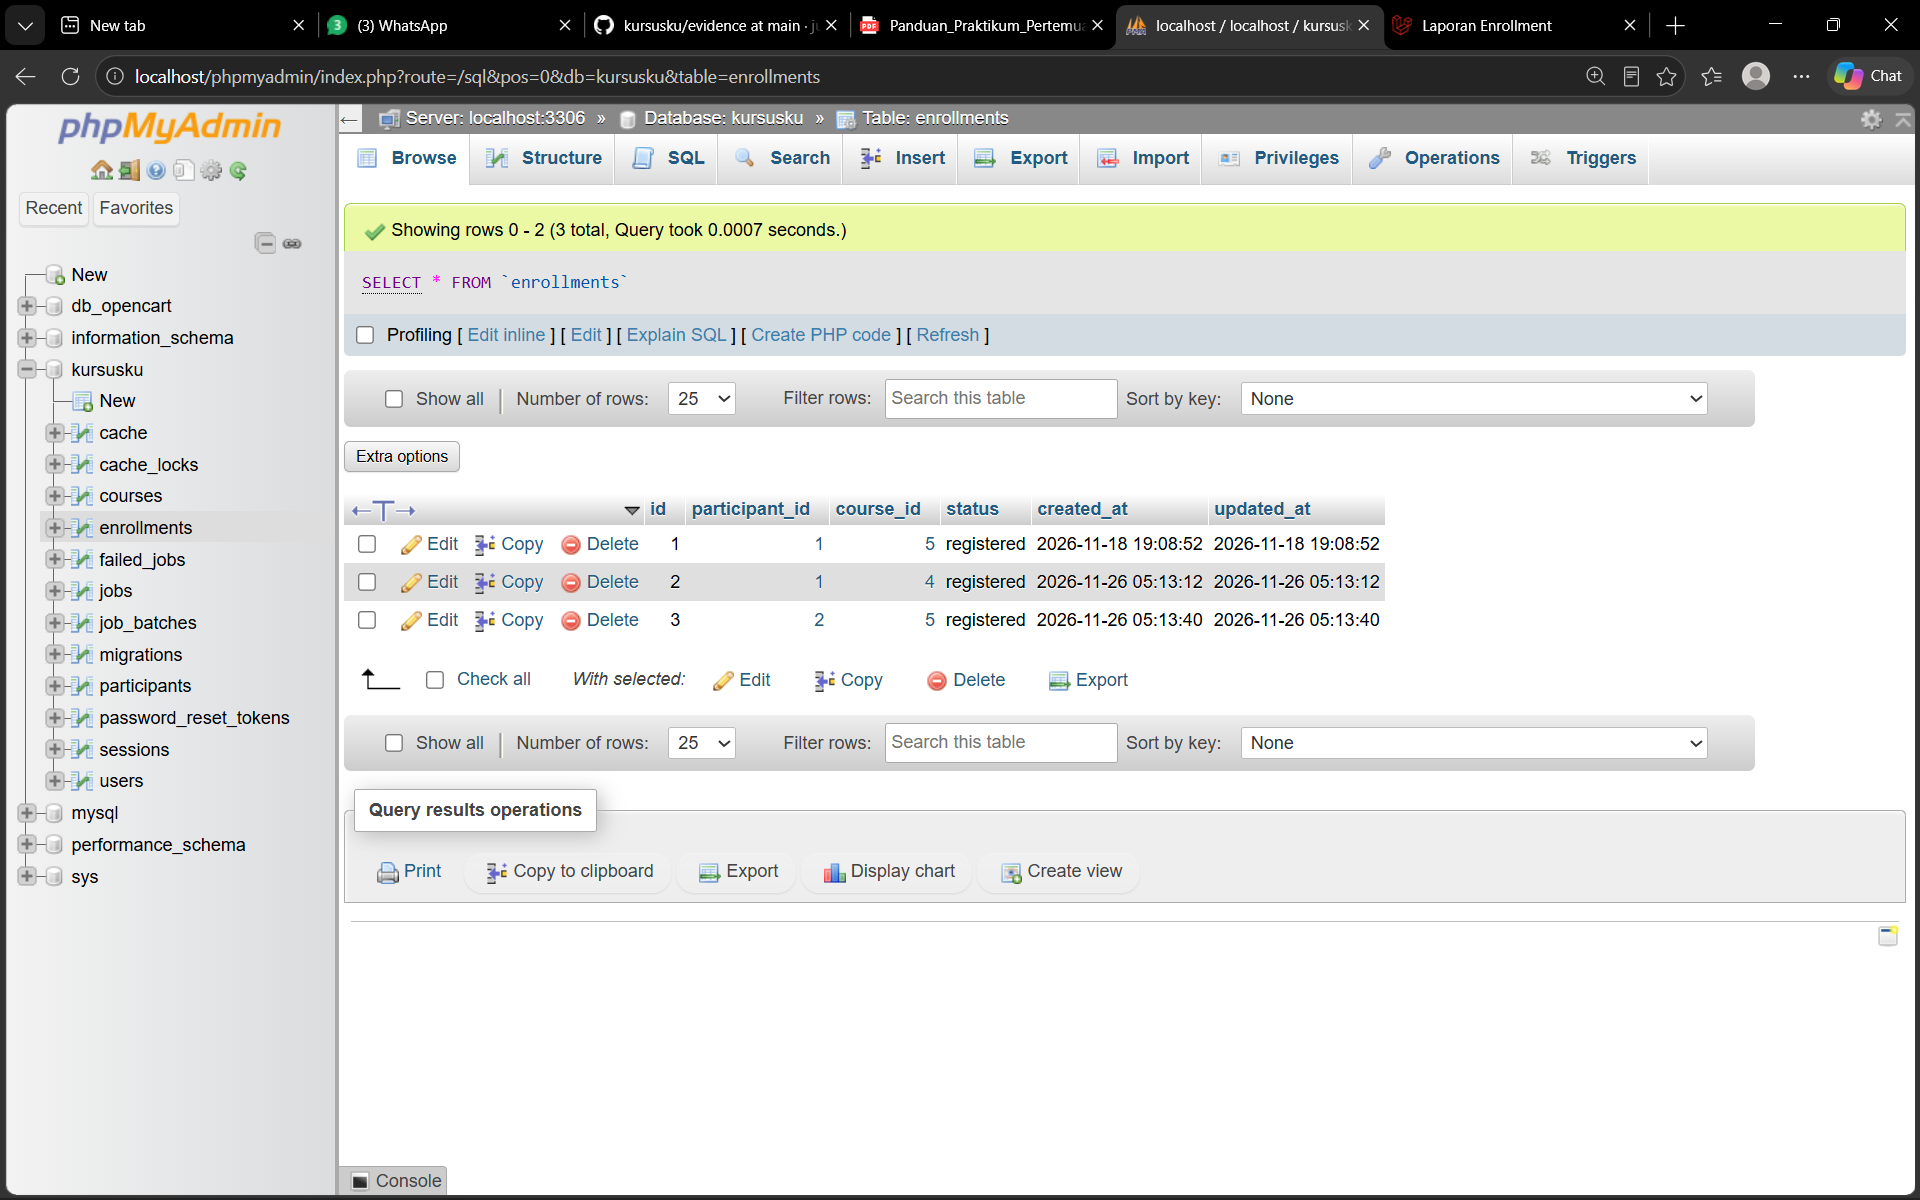 New tab
3
(3) WhatsApp
kursusku/evidence at main · j
Panduan_Praktikum_Pertemua
localhost / localhost / kursusk
Laporan Enrollment
localhost/phpmyadmin/index.php?route=/sql&pos=0&db=kursusku&table=enrollments
Chat
phpMyAdmin
Recent
Favorites
New
db_opencart
information_schema
kursusku
New
cache
cache_locks
courses
enrollments
failed_jobs
jobs
job_batches
migrations
participants
password_reset_tokens
sessions
users
mysql
performance_schema
sys
Server: localhost:3306 » Database: kursusku » Table: enrollments
Browse Structure SQL Search Insert Export Import Privileges Operations Triggers
Showing rows 0 - 2 (3 total, Query took 0.0007 seconds.)
SELECT * FROM `enrollments`
Profiling [ Edit inline ] [ Edit ] [ Explain SQL ] [ Create PHP code ] [ Refresh ]
Show all Number of rows: 25 Filter rows: Search this table Sort by key: None
Extra options
id participant_id course_id status created_at updated_at
Edit Copy Delete 1 1 5 registered 2026-11-18 19:08:52 2026-11-18 19:08:52
Edit Copy Delete 2 1 4 registered 2026-11-26 05:13:12 2026-11-26 05:13:12
Edit Copy Delete 3 2 5 registered 2026-11-26 05:13:40 2026-11-26 05:13:40
Check all With selected: Edit Copy Delete Export
Show all Number of rows: 25 Filter rows: Search this table Sort by key: None
Query results operations
Print Copy to clipboard Export Display chart Create view
Console